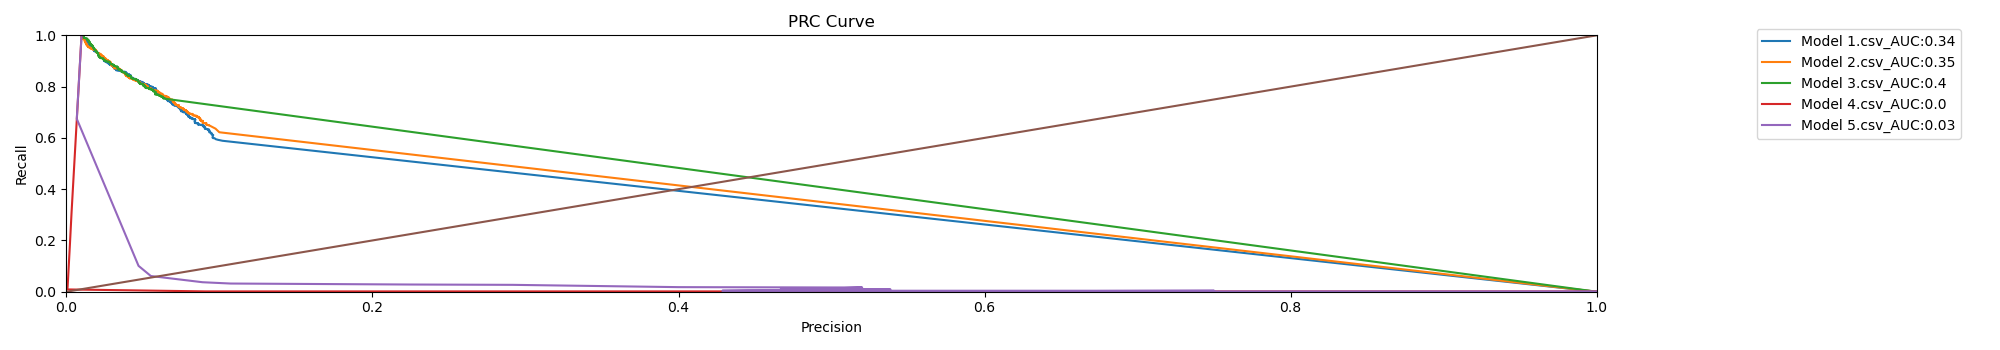 PRC Curve
Recall
1.0
0.8
0.6
0.4
0.2
0.0
0.0 0.2 0.4 0.6 0.8 1.0
Precision
Model 1.csv_AUC:0.34
Model 2.csv_AUC:0.35
Model 3.csv_AUC:0.4
Model 4.csv_AUC:0.0
Model 5.csv_AUC:0.03